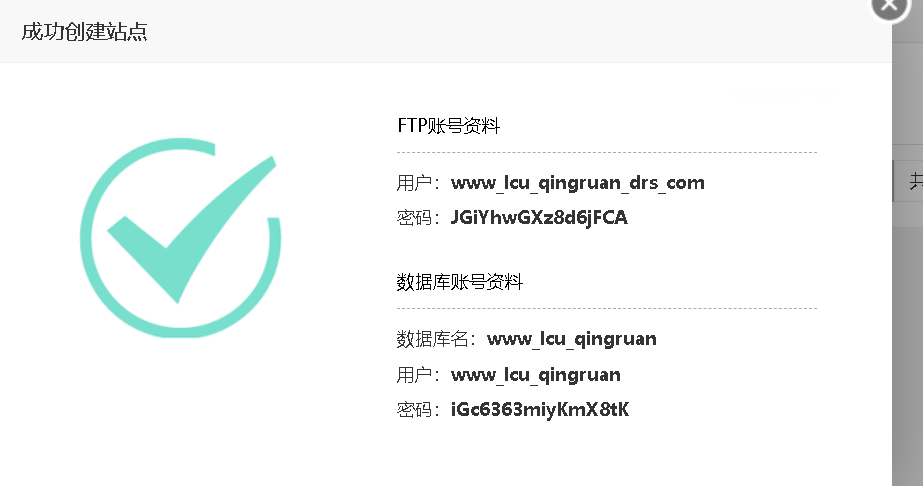 成功创建站点
FTP账号资料
用户：www_lcu_qingruan_drs_com
密码：JGiYhwGXz8d6jFCA
共
数据库账号资料
数据库名：www_lcu_qingruan
用户：www_lcu_qingruan
密码：iGc6363miyKmX8tK